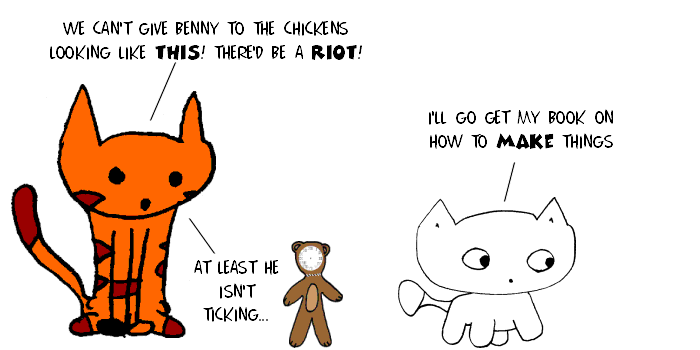 WE CAN'T GIVE BENNY TO THE CHICKENS
LOOKING LIKE THIS! THERE'D BE A RIOT!
AT LEAST HE
ISN'T
TICKING...
I'LL GO GET MY BOOK ON
HOW TO MAKE THINGS